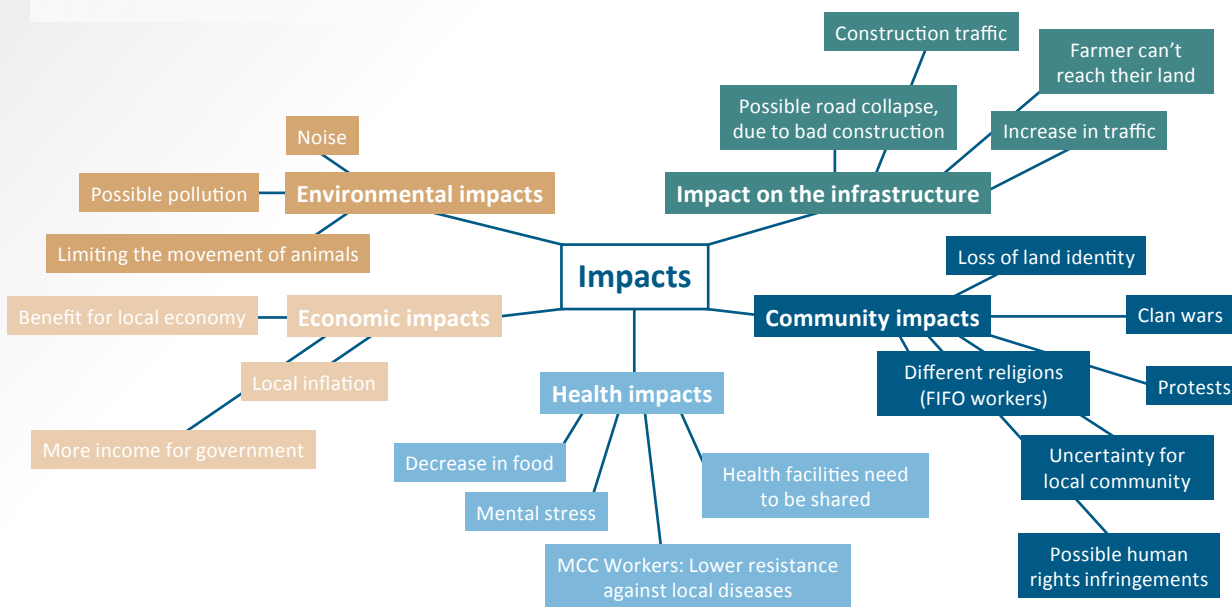 Construction traffic
Farmer can't
reach their land
Possible road collapse,
due to bad construction
Increase in traffic
Impact on the infrastructure
Noise
Possible pollution
Environmental impacts
Limiting the movement of animals
Impacts
Benefit for local economy
Economic impacts
Local inflation
More income for government
Health impacts
Decrease in food
Mental stress
MCC Workers: Lower resistance
against local diseases
Health facilities need
to be shared
Community impacts
Loss of land identity
Clan wars
Different religions
(FIFO workers)
Protests
Uncertainty for
local community
Possible human
rights infringements